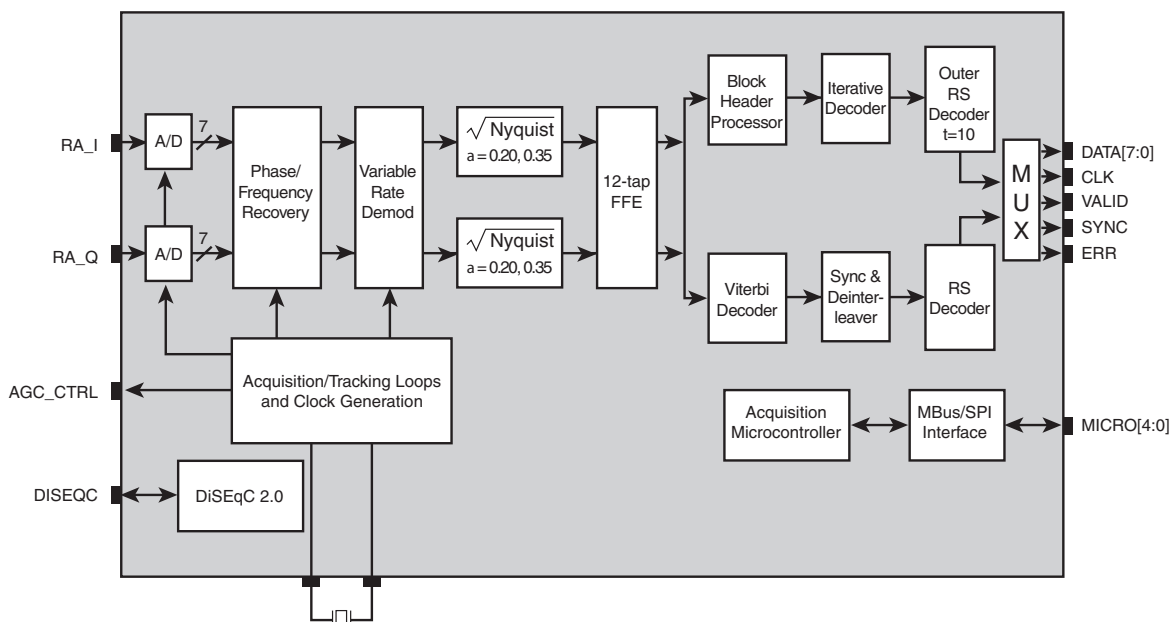 RA_I
A/D
7
Phase/
Frequency
Recovery
Variable
Rate
Demod
√Nyquist
a = 0.20, 0.35
12-tap
FFE
Block
Header
Processor
Iterative
Decoder
Outer
RS
Decoder
t=10
M
U
X
DATA[7:0]
CLK
VALID
SYNC
ERR
RA_Q
A/D
7
√Nyquist
a = 0.20, 0.35
Viterbi
Decoder
Sync &
Deinter-
leaver
RS
Decoder
AGC_CTRL
Acquisition/Tracking Loops
and Clock Generation
Acquisition
Microcontroller
MBus/SPI
Interface
MICRO[4:0]
DISEQC
DiSEqC 2.0